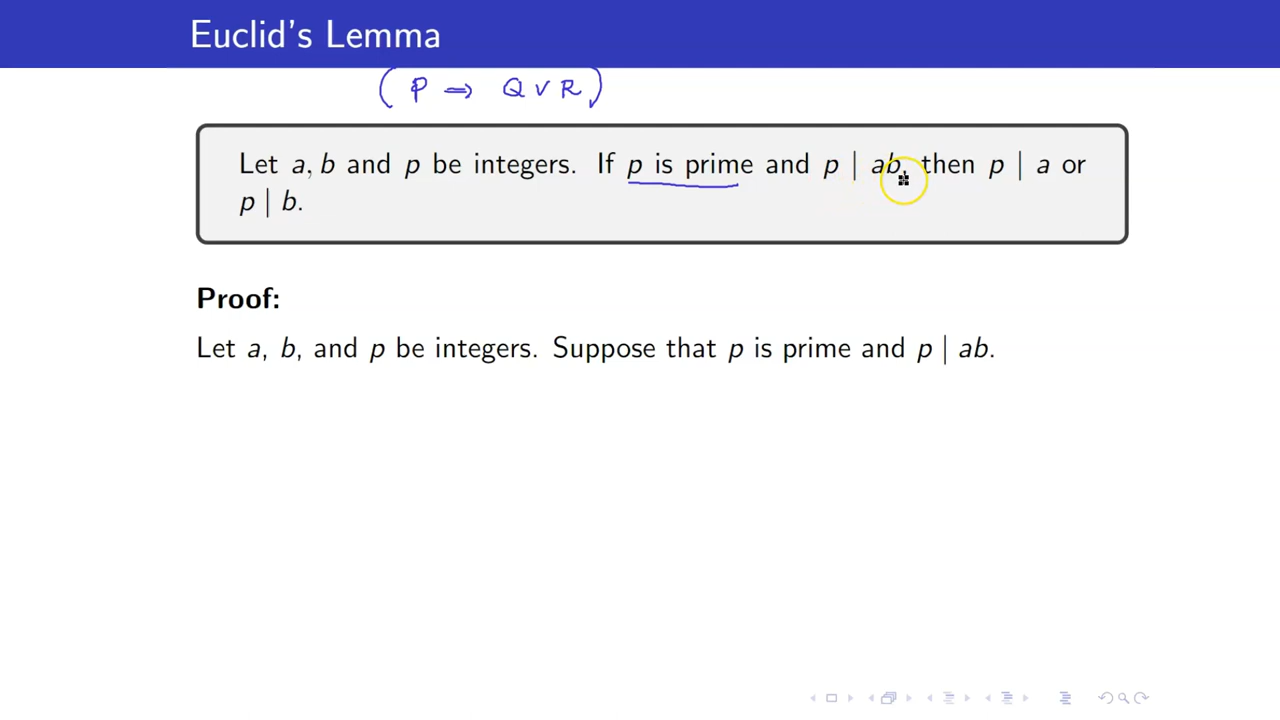 Euclid's Lemma
( P ⟹ Q ∨ R )
Let a, b and p be integers. If p is prime and p | ab, then p | a or
p | b.
Proof:
Let a, b, and p be integers. Suppose that p is prime and p | ab.